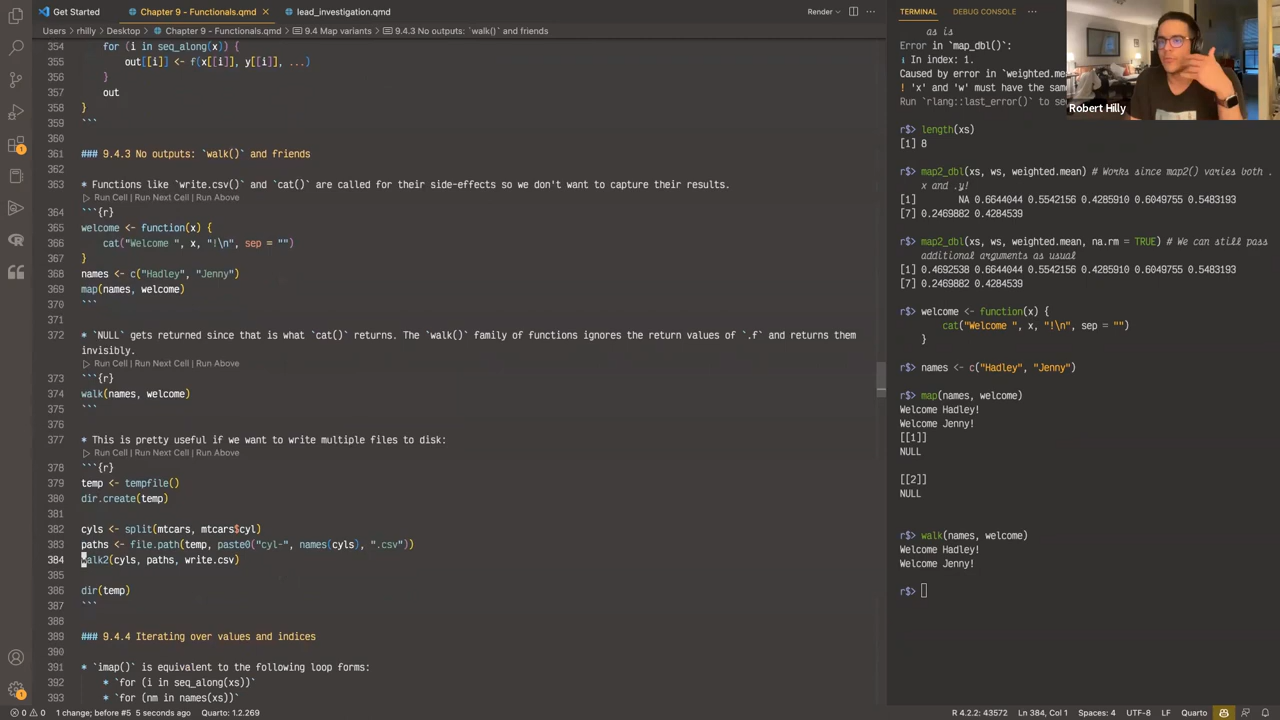 Get Started
Chapter 9 - Functionals.qmd
lead_investigation.qmd
Render
TERMINAL
DEBUG CONSOLE
Users > rhilly > Desktop > Chapter 9 - Functionals.qmd > 9.4 Map variants > 9.4.3 No outputs: `walk()` and friends
354 for (i in seq_along(x)) {
355 out[[i]] <- f(x[[i]], y[[i]], ...)
356 }
357 out
358 }
359 ```
360
361 ### 9.4.3 No outputs: `walk()` and friends
362
363 * Functions like `write.csv()` and `cat()` are called for their side-effects so we don't want to capture their results.
Run Cell | Run Next Cell | Run Above
364 ```{r}
365 welcome <- function(x) {
366 cat("Welcome ", x, "!\n", sep = "")
367 }
368 names <- c("Hadley", "Jenny")
369 map(names, welcome)
370 ```
371
372 * `NULL` gets returned since that is what `cat()` returns. The `walk()` family of functions ignores the return values of `.f` and returns them
invisibly.
Run Cell | Run Next Cell | Run Above
373 ```{r}
374 walk(names, welcome)
375 ```
376
377 * This is pretty useful if we want to write multiple files to disk:
Run Cell | Run Next Cell | Run Above
378 ```{r}
379 temp <- tempfile()
380 dir.create(temp)
381
382 cyls <- split(mtcars, mtcars$cyl)
383 paths <- file.path(temp, paste0("cyl-", names(cyls), ".csv"))
384 walk2(cyls, paths, write.csv)
385
386 dir(temp)
387 ```
388
389 ### 9.4.4 Iterating over values and indices
390
391 * `imap()` is equivalent to the following loop forms:
392 * `for (i in seq_along(xs))`
393 * `for (nm in names(xs))`
as is
Error in `map_dbl()`:
ℹ In index: 1.
Caused by error in `weighted.me
! 'x' and 'w' must have the sam
Run `rlang::last_error()` to se
Robert Hilly
r$> length(xs)
[1] 8
r$> map2_dbl(xs, ws, weighted.mean) # Works since map2() varies both .
x and .y!
[1] NA 0.6644044 0.5542156 0.4285910 0.6049755 0.5483193
[7] 0.2469882 0.4284539
r$> map2_dbl(xs, ws, weighted.mean, na.rm = TRUE) # We can still pass
additional arguments as usual
[1] 0.4692538 0.6644044 0.5542156 0.4285910 0.6049755 0.5483193
[7] 0.2469882 0.4284539
r$> welcome <- function(x) {
cat("Welcome ", x, "!\n", sep = "")
}
r$> names <- c("Hadley", "Jenny")
r$> map(names, welcome)
Welcome Hadley!
Welcome Jenny!
[[1]]
NULL
[[2]]
NULL
r$> walk(names, welcome)
Welcome Hadley!
Welcome Jenny!
r$>
0 0 1 change; before #5 5 seconds ago Quarto: 1.2.269
R 4.2.2: 43572 Ln 384, Col 1 Spaces: 4 UTF-8 LF Quarto